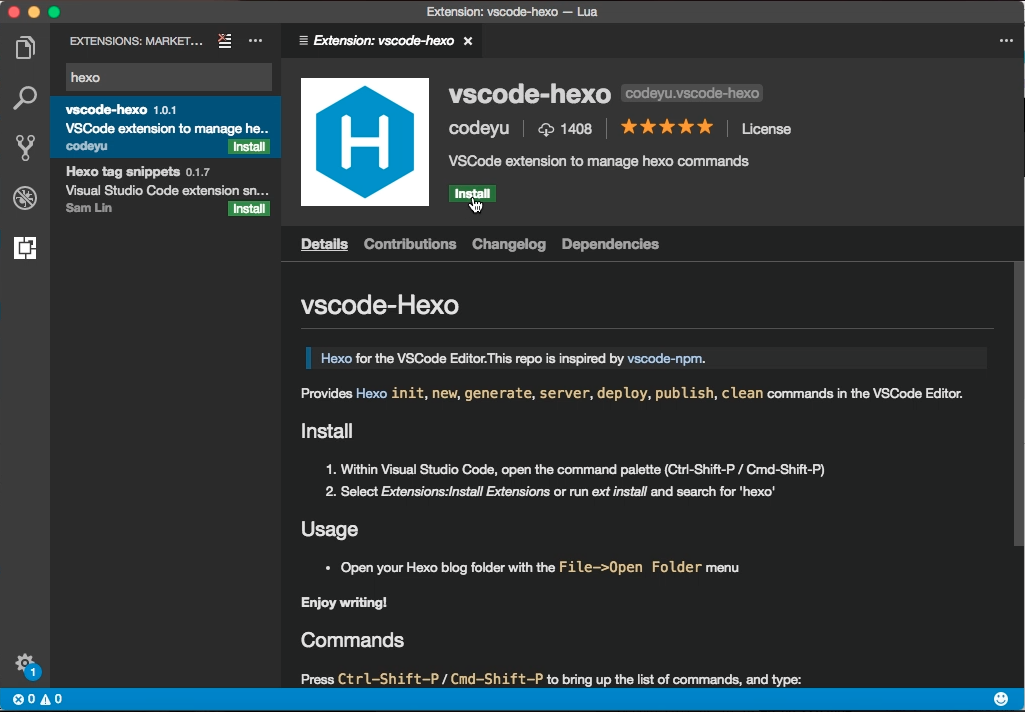 Extension: vscode-hexo — Lua
EXTENSIONS: MARKET...
Extension: vscode-hexo
hexo
vscode-hexo 1.0.1
VSCode extension to manage he..
codeyu
Install
Hexo tag snippets 0.1.7
Visual Studio Code extension sn...
Sam Lin
Install
H
vscode-hexo codeyu.vscode-hexo
codeyu 1408 License
VSCode extension to manage hexo commands
Install
Details Contributions Changelog Dependencies
vscode-Hexo
Hexo for the VSCode Editor.This repo is inspired by vscode-npm.
Provides Hexo init, new, generate, server, deploy, publish, clean commands in the VSCode Editor.
Install
1. Within Visual Studio Code, open the command palette (Ctrl-Shift-P / Cmd-Shift-P)
2. Select Extensions:Install Extensions or run ext install and search for 'hexo'
Usage
• Open your Hexo blog folder with the File->Open Folder menu
Enjoy writing!
Commands
Press Ctrl-Shift-P / Cmd-Shift-P to bring up the list of commands, and type:
1
0 0